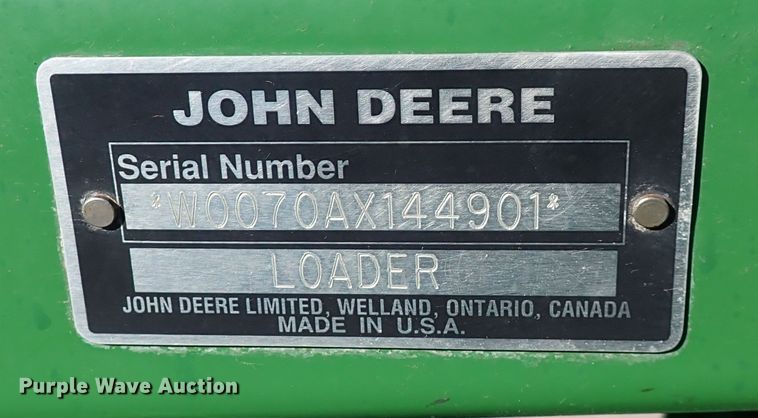 JOHN DEERE
Serial Number
*W0070AX144901*
LOADER
JOHN DEERE LIMITED, WELLAND, ONTARIO, CANADA
MADE IN U.S.A.
Purple Wave Auction